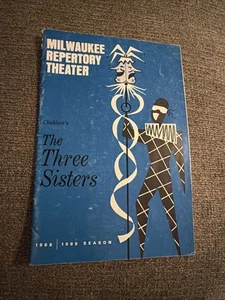 MILWAUKEE
REPERTORY
THEATER
Chekhov's
The
Three
Sisters
1968 / 1969 SEASON